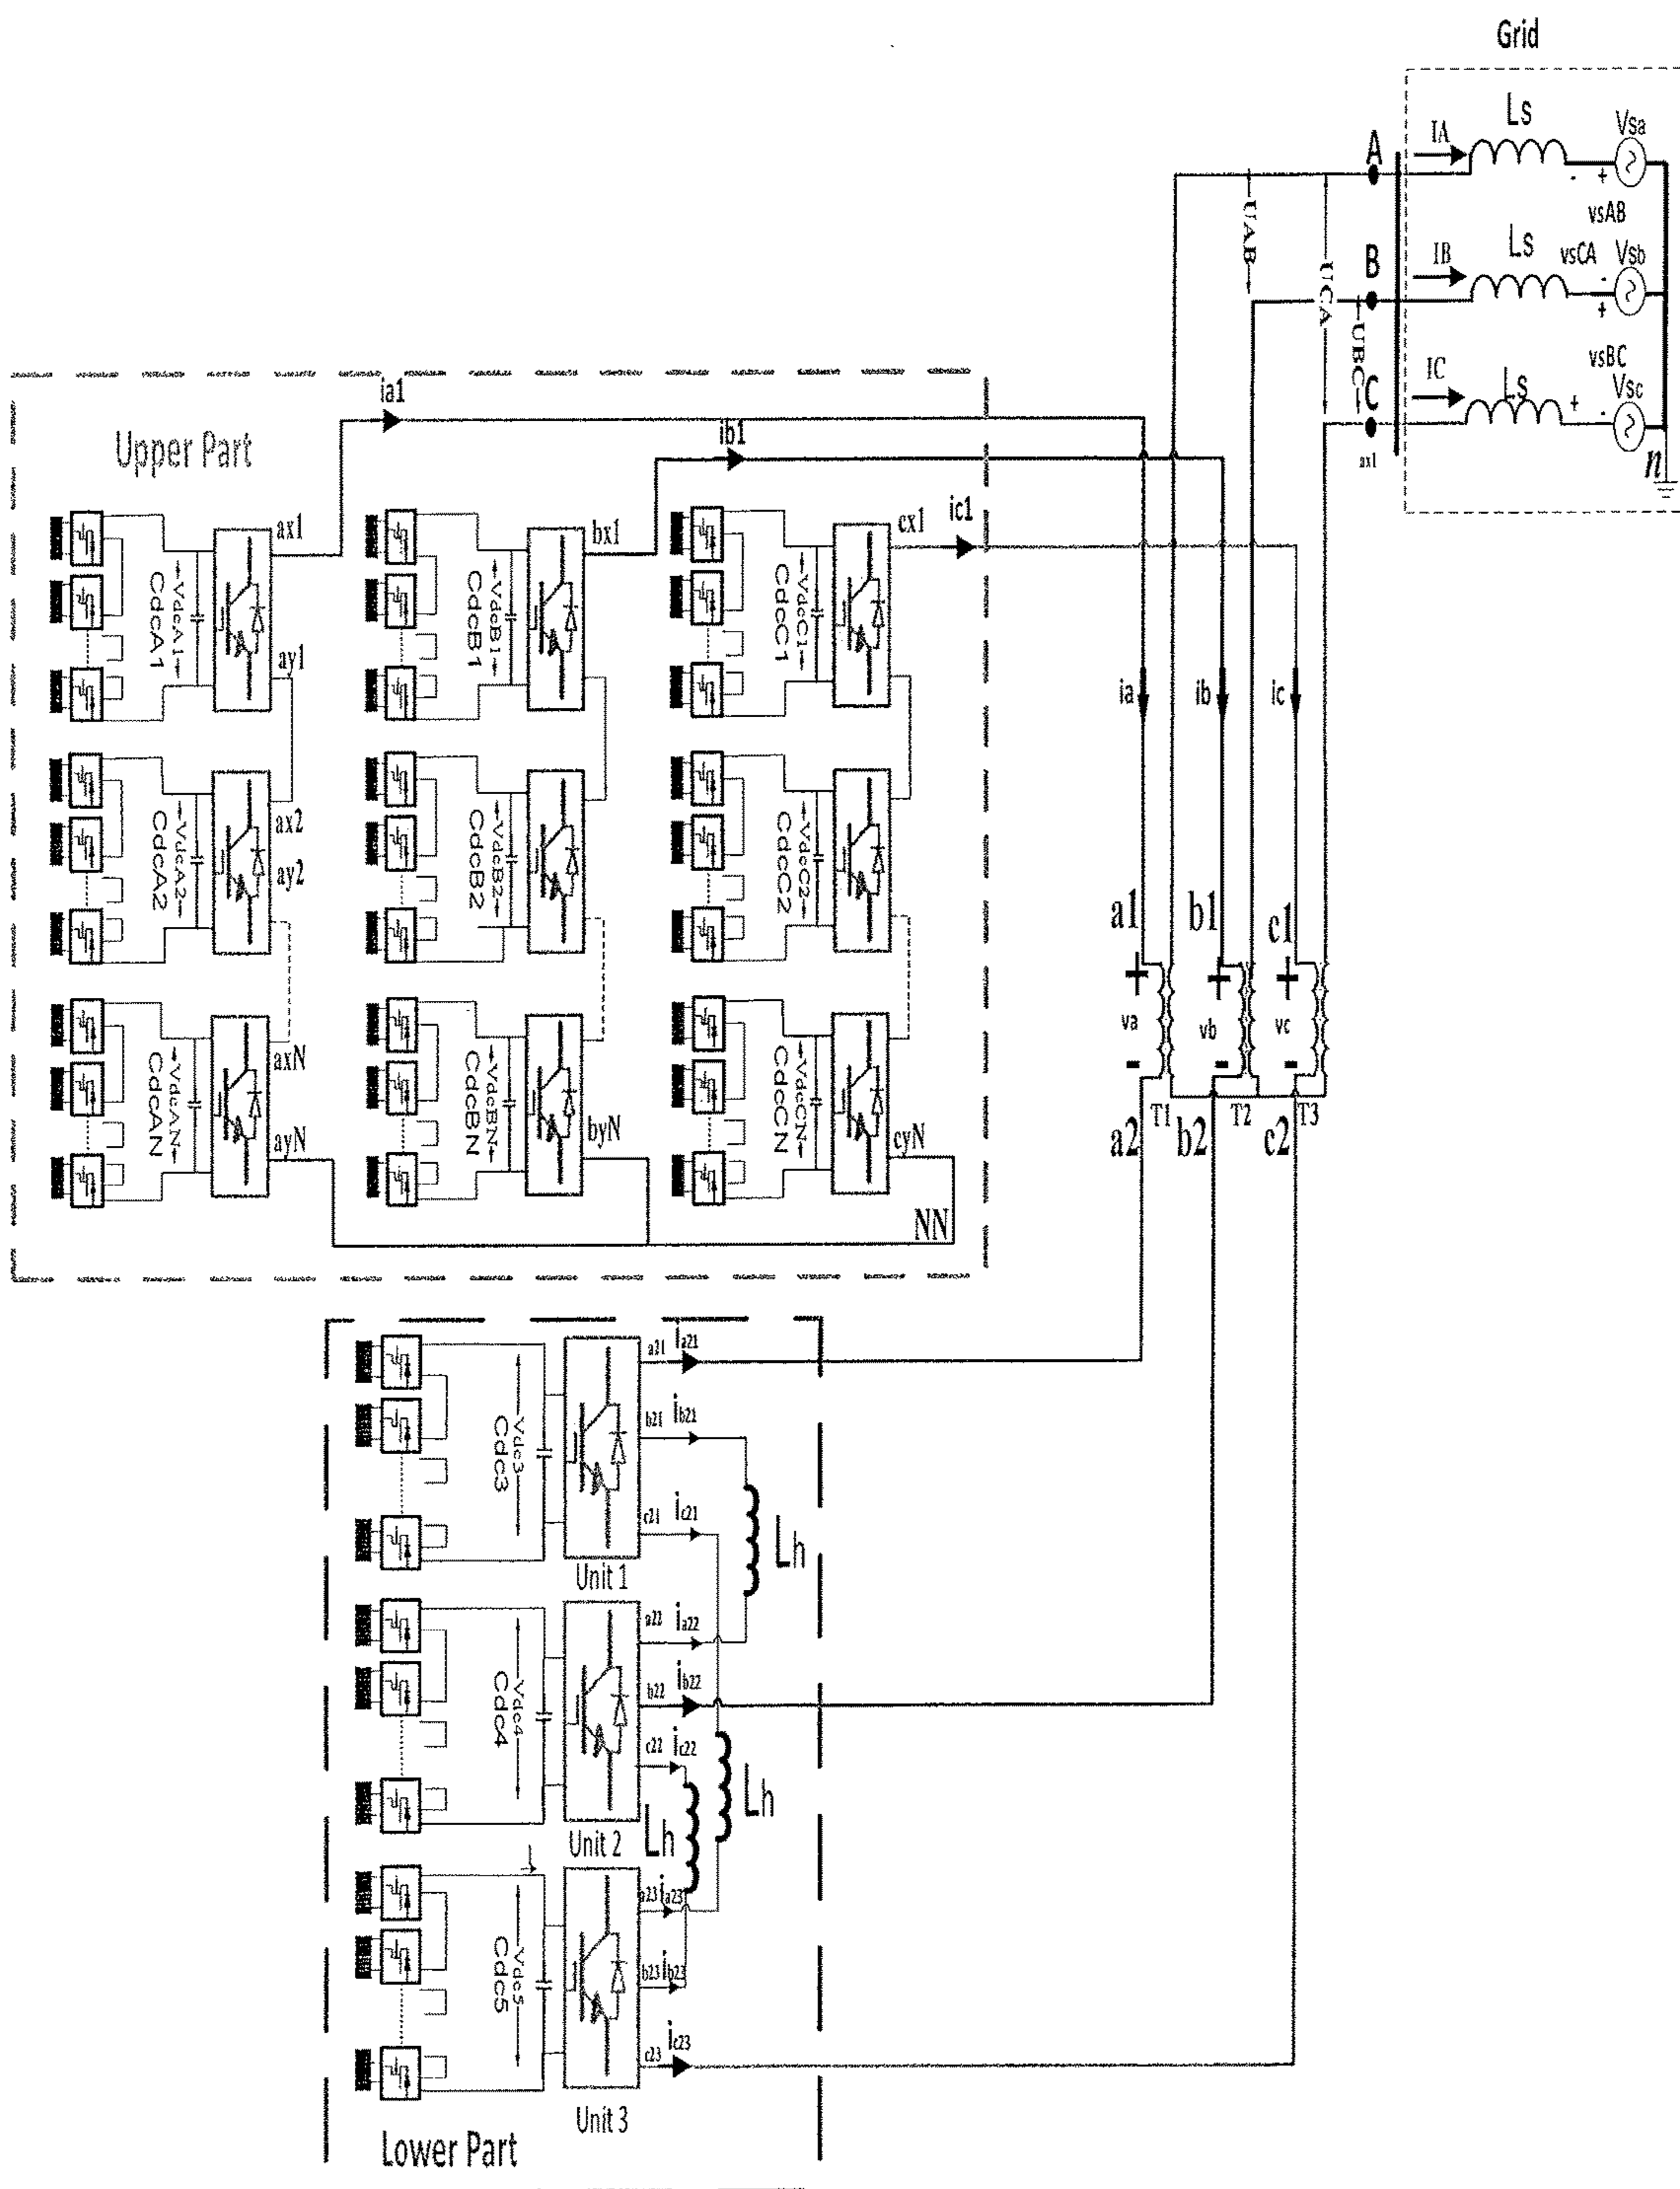 Grid
A
IA
Ls
Vsa
- +
vsAB
UAB
B
IB
Ls
vsCA
Vsb
-
+
UCA
UBC
vsBC
C
IC
Ls
+ -
Vsc
ax1
n
Upper Part
ia1
ib1
ic1
ax1
bx1
cx1
VdcA1
CdcA1
VdcB1
CdcB1
VdcC1
CdcC1
ay1
ia
ib
ic
ax2
ay2
VdcA2
CdcA2
VdcB2
CdcB2
VdcC2
CdcC2
a1
b1
c1
+
+
+
va
vb
vc
-
-
-
T1
T2
T3
a2
b2
c2
axN
VdcAN
CdcAN
VdcBN
CdcBN
VdcCN
CdcCN
ayN
byN
cyN
NN
a21
ia21
b21
ib21
Vdc3
Cdc3
c21
ic21
Lh
Unit 1
a22
ia22
b22
ib22
Vdc4
Cdc4
c22
ic22
Lh
Lh
Unit 2
a23
ia23
b23
ib23
Vdc5
Cdc5
c23
ic23
Unit 3
Lower Part